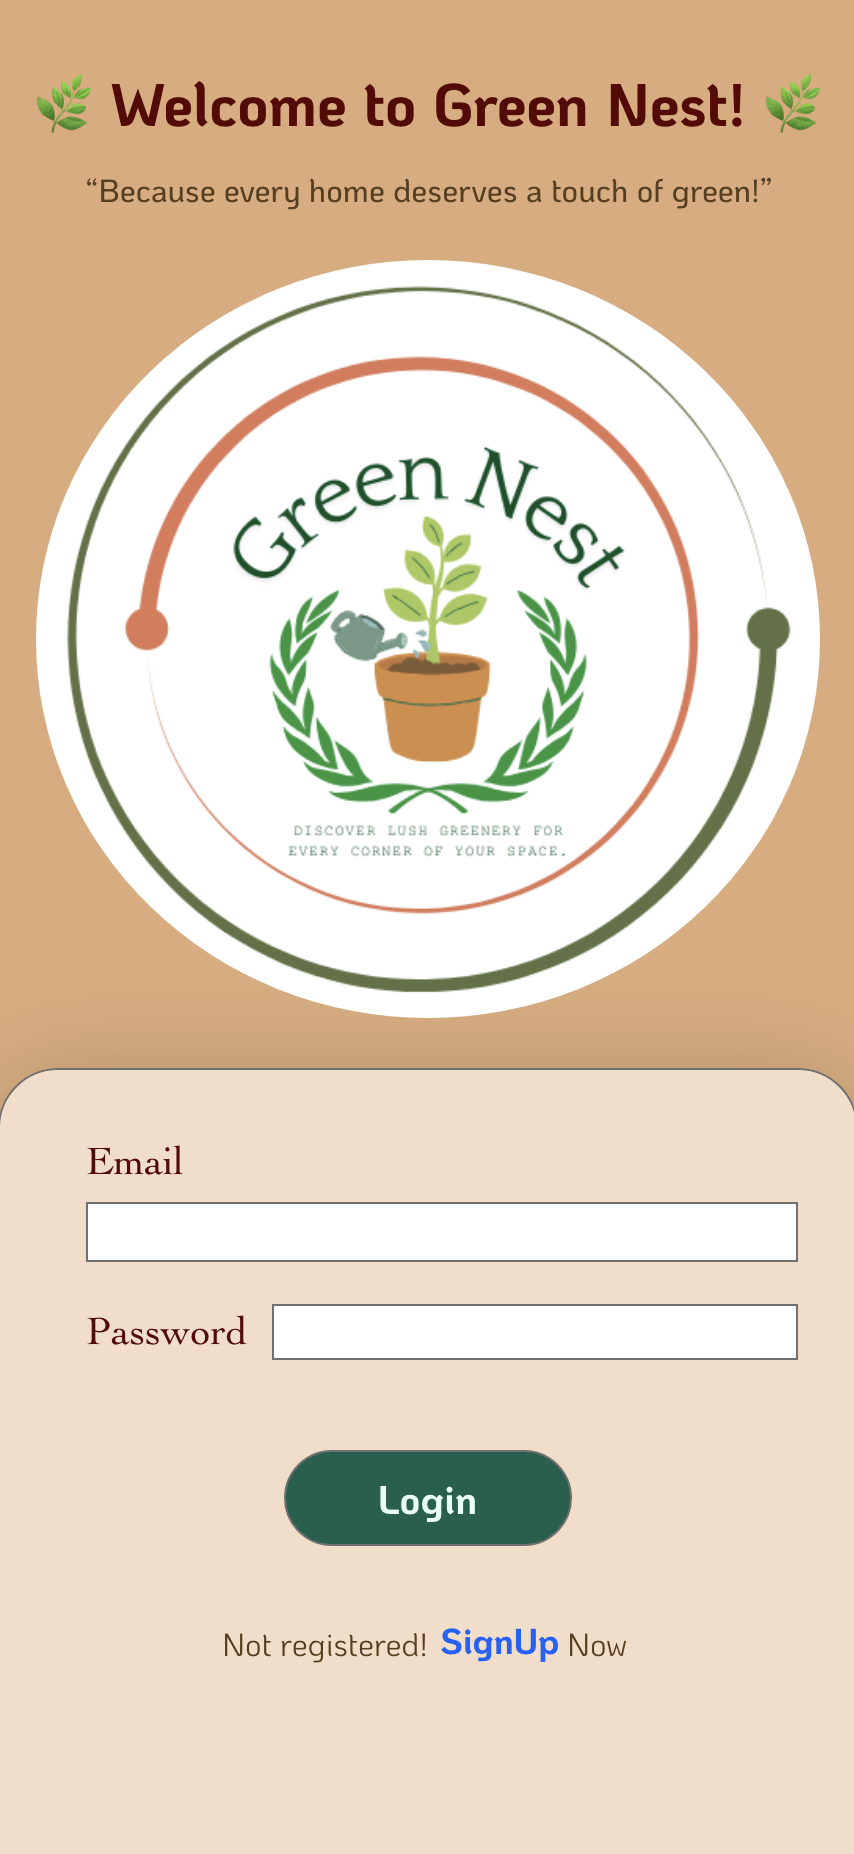 🌿 Welcome to Green Nest! 🌿
“Because every home deserves a touch of green!”
Green Nest
DISCOVER LUSH GREENERY FOR
EVERY CORNER OF YOUR SPACE.
Email
Password
Login
Not registered! SignUp Now